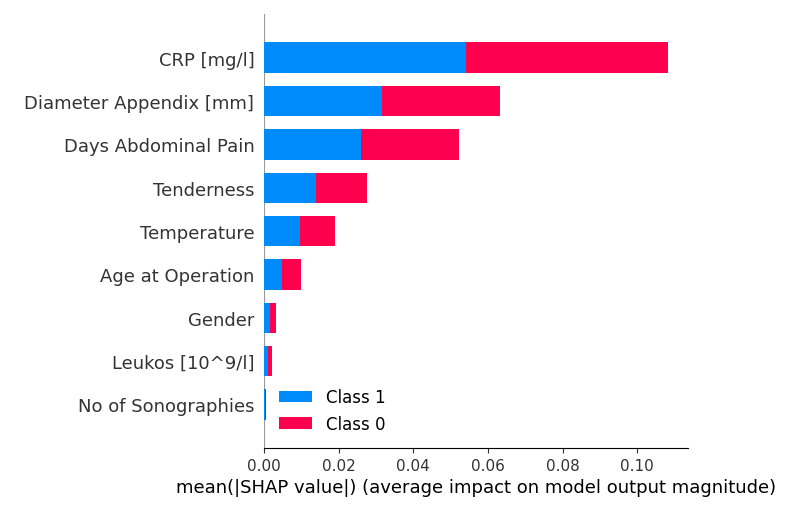 CRP [mg/l]
Diameter Appendix [mm]
Days Abdominal Pain
Tenderness
Temperature
Age at Operation
Gender
Leukos [10^9/l]
No of Sonographies
Class 1
Class 0
0.00 0.02 0.04 0.06 0.08 0.10
mean(|SHAP value|) (average impact on model output magnitude)